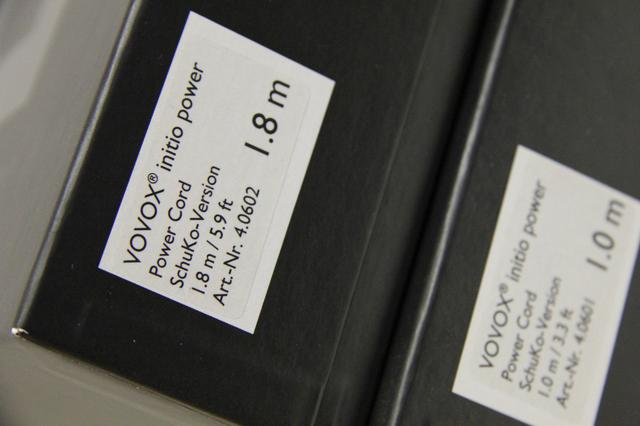 VOVOX® initio power
Power Cord
SchuKo-Version
1.8 m / 5.9 ft
Art.-Nr. 4.0602
1.8 m
VOVOX® initio power
Power Cord
SchuKo-Version
1.0 m / 3.3 ft
Art.-Nr. 4.0601
1.0 m